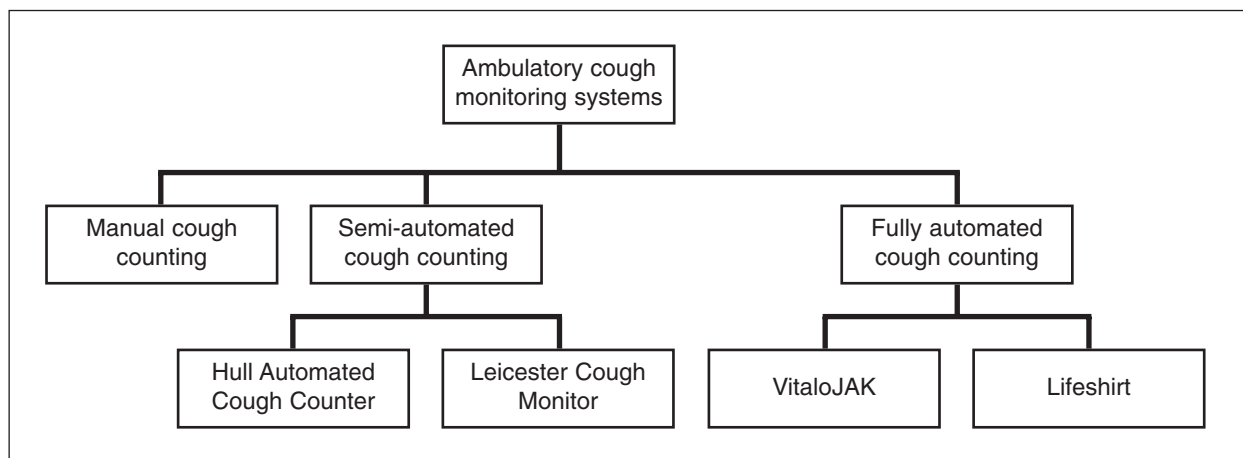 Ambulatory cough
monitoring systems
Manual cough
counting
Semi-automated
cough counting
Fully automated
cough counting
Hull Automated
Cough Counter
Leicester Cough
Monitor
VitaloJAK
Lifeshirt